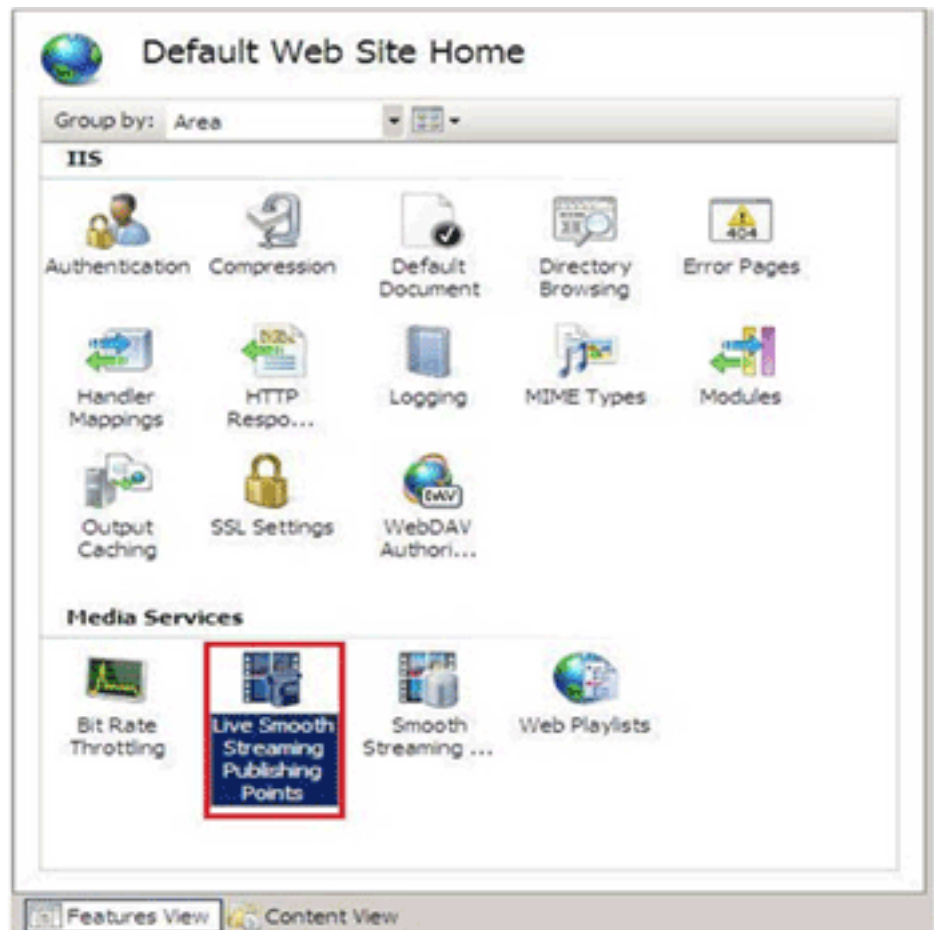 Default Web Site Home
Group by: Area
IIS
Authentication
Compression
Default
Document
Directory
Browsing
404
Error Pages
Handler
Mappings
HTTP
Respo...
Logging
MIME Types
Modules
Output
Caching
SSL Settings
DAV
WebDAV
Authori...
Media Services
Bit Rate
Throttling
Live Smooth
Streaming
Publishing
Points
Smooth
Streaming ...
Web Playlists
Features View
Content View